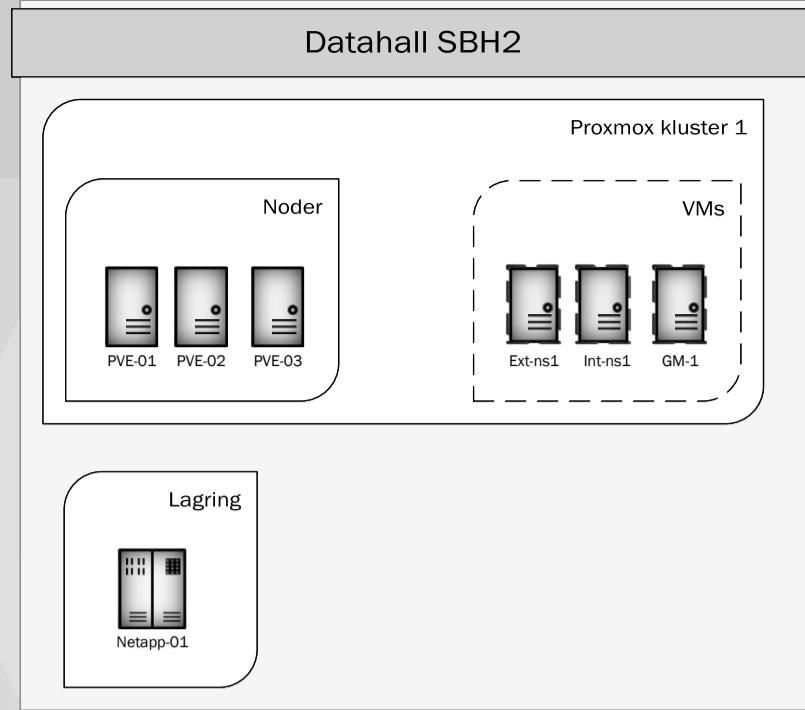 Datahall SBH2
Proxmox kluster 1
Noder
VMs
PVE-01 PVE-02 PVE-03
Ext-ns1 Int-ns1 GM-1
Lagring
Netapp-01